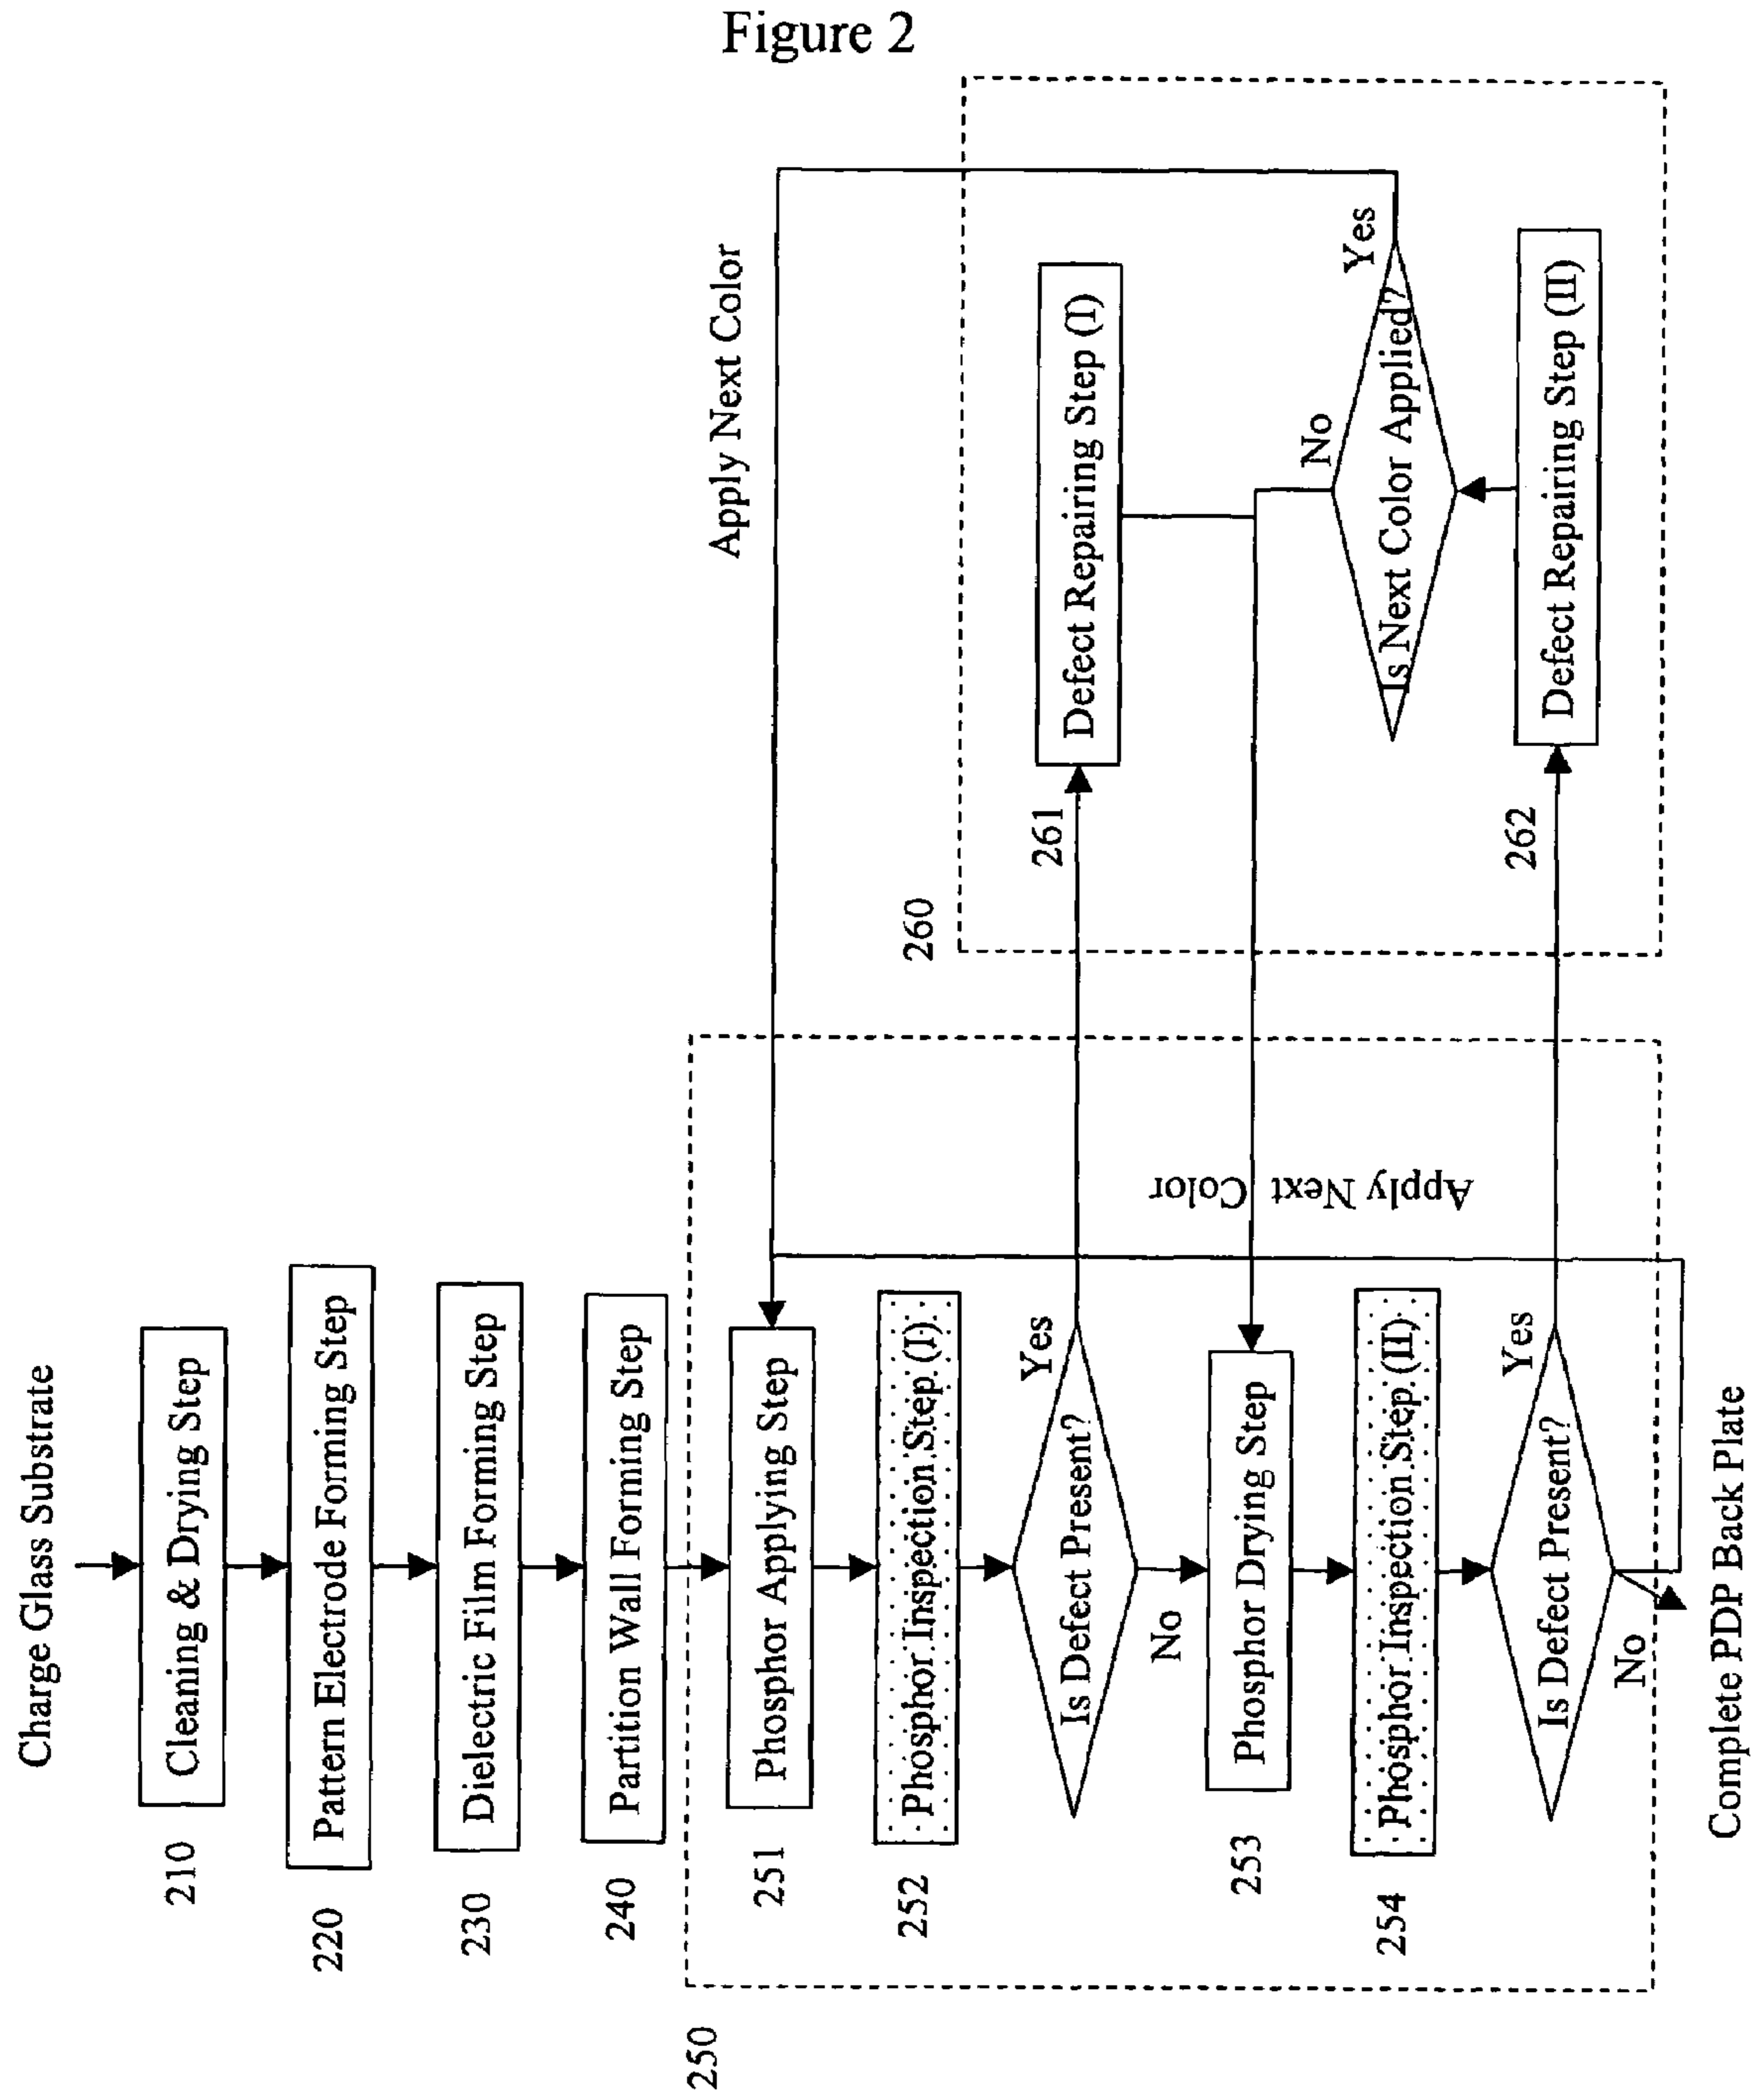 Figure 2
Charge Glass Substrate
210
Cleaning & Drying Step
220
Pattern Electrode Forming Step
230
Dielectric Film Forming Step
240
Partition Wall Forming Step
250
251
Phosphor Applying Step
252
Phosphor Inspection Step (I)
Is Defect Present?
Yes
No
253
Phosphor Drying Step
254
Phosphor Inspection Step (II)
Is Defect Present?
Yes
No
Complete PDP Back Plate
Apply Next
Color
Apply Next Color
260
261
Defect Repairing Step (I)
No
Is Next Color Applied?
Yes
262
Defect Repairing Step (II)